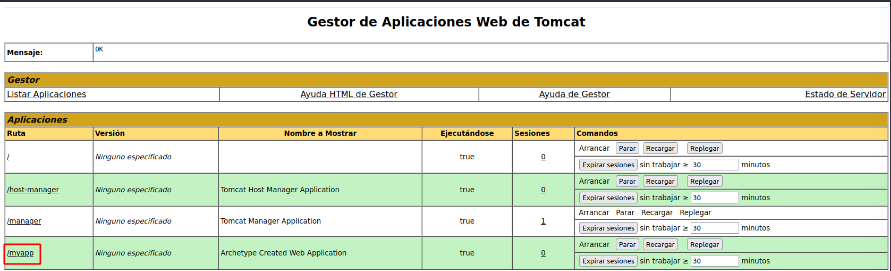 Gestor de Aplicaciones Web de Tomcat
Mensaje: OK
Gestor
Listar Aplicaciones Ayuda HTML de Gestor Ayuda de Gestor Estado de Servidor
Aplicaciones
Ruta Versión Nombre a Mostrar Ejecutándose Sesiones Comandos
/ Ninguno especificado true 0 Arrancar Parar Recargar Replegar
Expirar sesiones sin trabajar ≥ 30 minutos
/host-manager Ninguno especificado Tomcat Host Manager Application true 0 Arrancar Parar Recargar Replegar
Expirar sesiones sin trabajar ≥ 30 minutos
/manager Ninguno especificado Tomcat Manager Application true 1 Arrancar Parar Recargar Replegar
Expirar sesiones sin trabajar ≥ 30 minutos
/myapp Ninguno especificado Archetype Created Web Application true 0 Arrancar Parar Recargar Replegar
Expirar sesiones sin trabajar ≥ 30 minutos